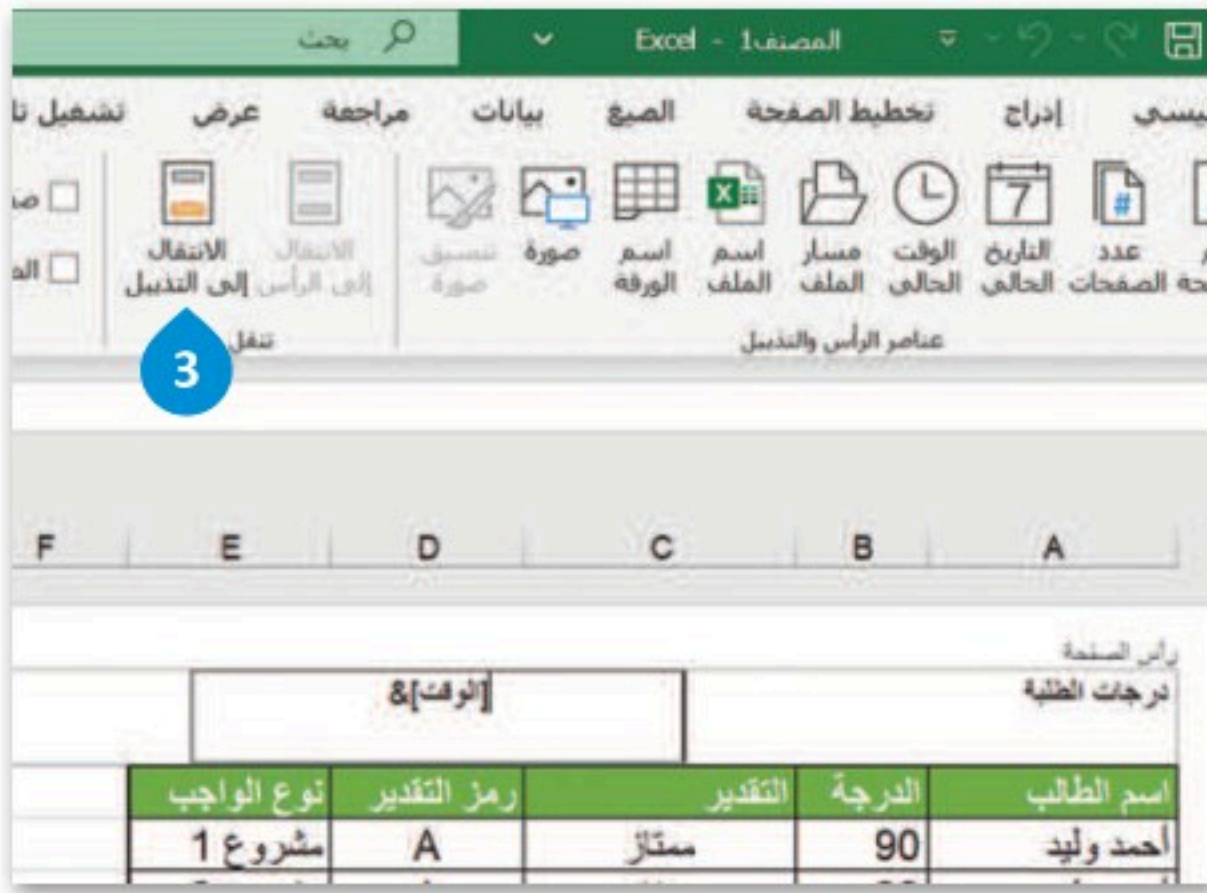 المصنف1 - Excel
بحث
إدراج تخطيط الصفحة الصيغ بيانات مراجعة عرض تشغيل
عدد الصفحات
التاريخ الحالي
الوقت الحالي
مسار الملف
اسم الملف
اسم الورقة
صورة
تنسيق صورة
الانتقال إلى الرأس
الانتقال إلى التذييل
عناصر الرأس والتذييل
تنقل
3
A B C D E F
رأس الصفحة
درجات الطلبة
&[الوقت]
اسم الطالب الدرجة التقدير رمز التقدير نوع الواجب
أحمد وليد 90 ممتاز A مشروع 1